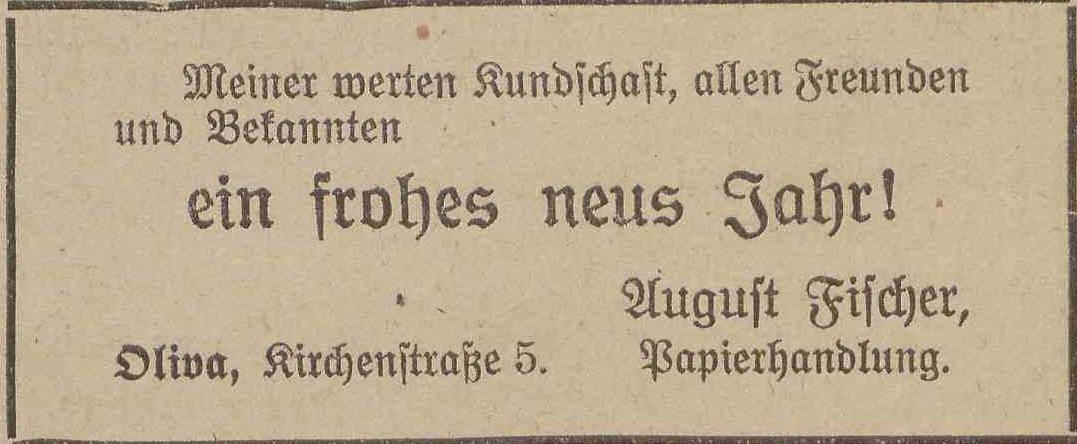 Meiner werten Kundschaft, allen Freunden
und Bekannten
ein frohes neus Jahr!
August Fischer,
Oliva, Kirchenstraße 5. Papierhandlung.